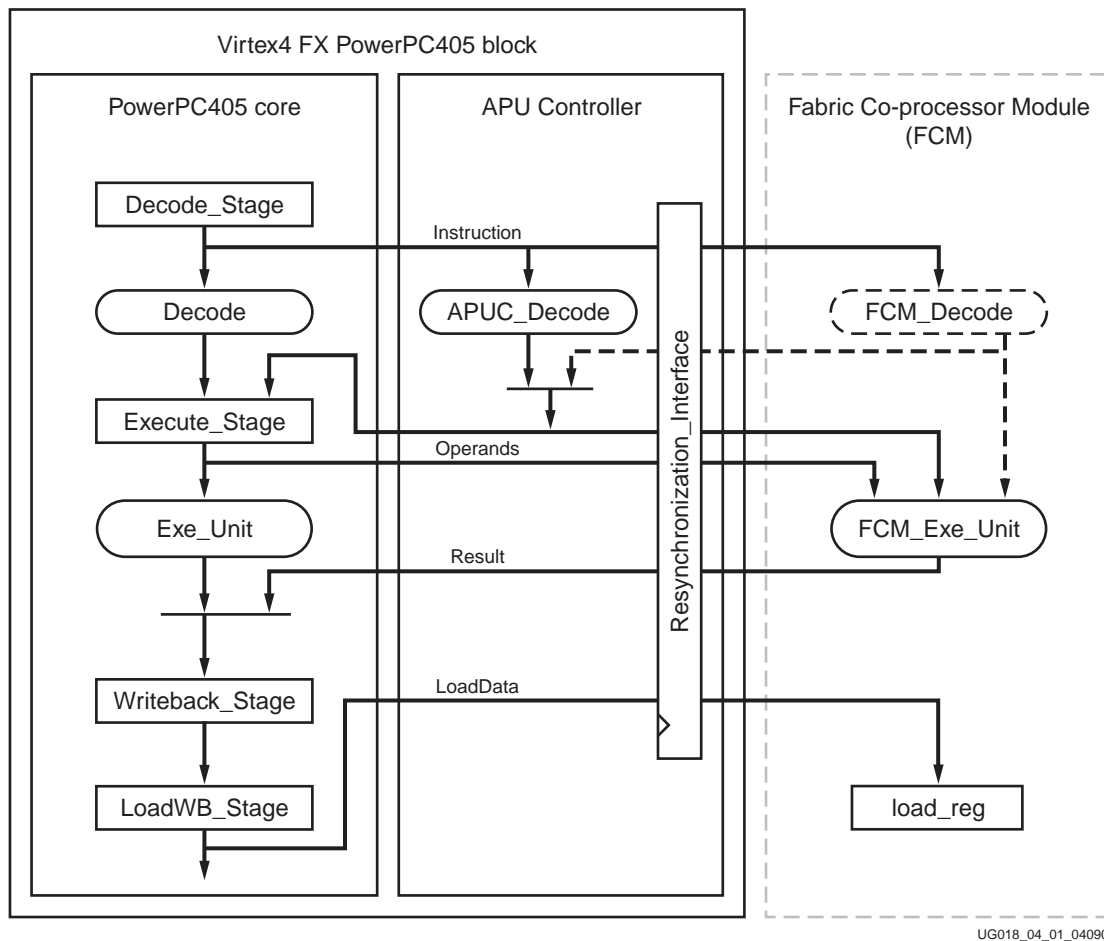 Virtex4 FX PowerPC405 block
PowerPC405 core
APU Controller
Fabric Co-processor Module
(FCM)
Decode_Stage
Instruction
Decode
APUC_Decode
FCM_Decode
Resynchronization_Interface
Execute_Stage
Operands
Exe_Unit
FCM_Exe_Unit
Result
Writeback_Stage
LoadData
LoadWB_Stage
load_reg
UG018_04_01_04090